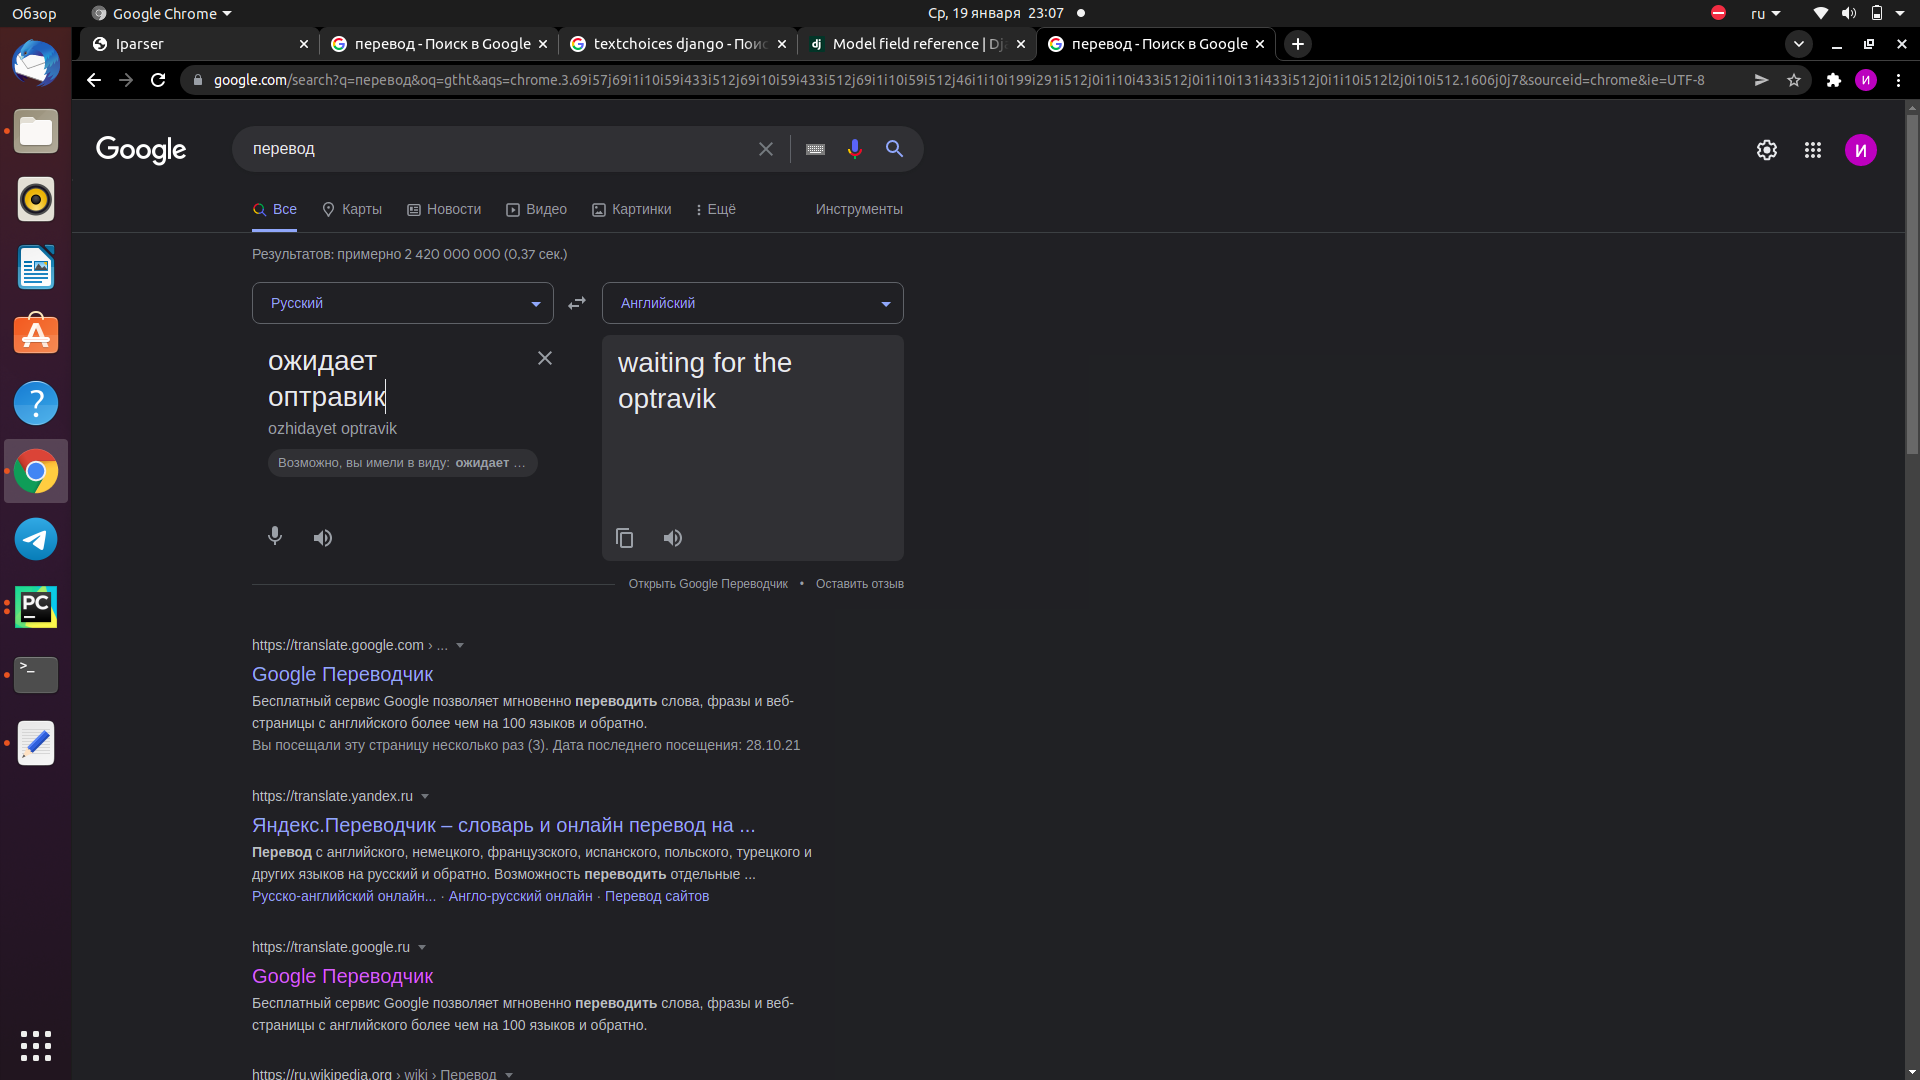 Обзор
Google Chrome
Ср, 19 января 23:07
ru
Iparser
перевод - Поиск в Google
textchoices django - Пои
dj
Model field reference | Dj
перевод - Поиск в Google
google.com/search?q=перевод&oq=gtht&aqs=chrome.3.69i57j69i1i10i59i433i512j69i10i59i433i512j69i1i10i59i512j46i1i10i199i291i512j0i1i10i433i512j0i1i10i131i433i512j0i1i10i512l2j0i10i512.1606j0j7&sourceid=chrome&ie=UTF-8
И
Google
перевод
И
Все
Карты
Новости
Видео
Картинки
Ещё
Инструменты
Результатов: примерно 2 420 000 000 (0,37 сек.)
Русский
Английский
ожидает
оптравик
ozhidayet optravik
Возможно, вы имели в виду: ожидает ...
waiting for the
optravik
Открыть Google Переводчик • Оставить отзыв
https://translate.google.com › ...
Google Переводчик
Бесплатный сервис Google позволяет мгновенно переводить слова, фразы и веб-
страницы с английского более чем на 100 языков и обратно.
Вы посещали эту страницу несколько раз (3). Дата последнего посещения: 28.10.21
https://translate.yandex.ru
Яндекс.Переводчик – словарь и онлайн перевод на ...
Перевод с английского, немецкого, французского, испанского, польского, турецкого и
других языков на русский и обратно. Возможность переводить отдельные ...
Русско-английский онлайн... · Англо-русский онлайн · Перевод сайтов
https://translate.google.ru
Google Переводчик
Бесплатный сервис Google позволяет мгновенно переводить слова, фразы и веб-
страницы с английского более чем на 100 языков и обратно.
https://ru.wikipedia.org › wiki › Перевод
PC
>_